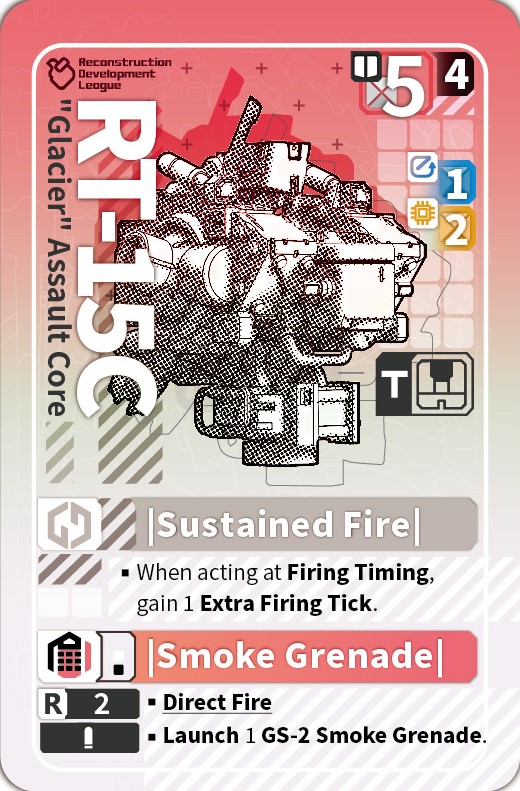 Reconstruction
Development
League
5
4
RT-15C
"Glacier" Assault Core
1
2
T
|Sustained Fire|
▪ When acting at Firing Timing,
gain 1 Extra Firing Tick.
|Smoke Grenade|
R 2
▪ Direct Fire
▪ Launch 1 GS-2 Smoke Grenade.